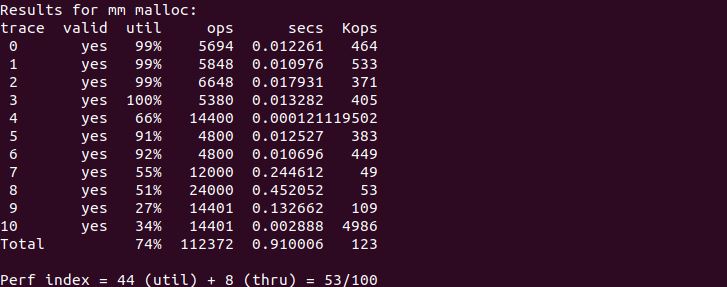 Results for mm malloc:
trace  valid  util     ops      secs  Kops
 0       yes   99%    5694  0.012261   464
 1       yes   99%    5848  0.010976   533
 2       yes   99%    6648  0.017931   371
 3       yes  100%    5380  0.013282   405
 4       yes   66%   14400  0.000121119502
 5       yes   91%    4800  0.012527   383
 6       yes   92%    4800  0.010696   449
 7       yes   55%   12000  0.244612    49
 8       yes   51%   24000  0.452052    53
 9       yes   27%   14401  0.132662   109
10       yes   34%   14401  0.002888  4986
Total          74%  112372  0.910006   123
Perf index = 44 (util) + 8 (thru) = 53/100